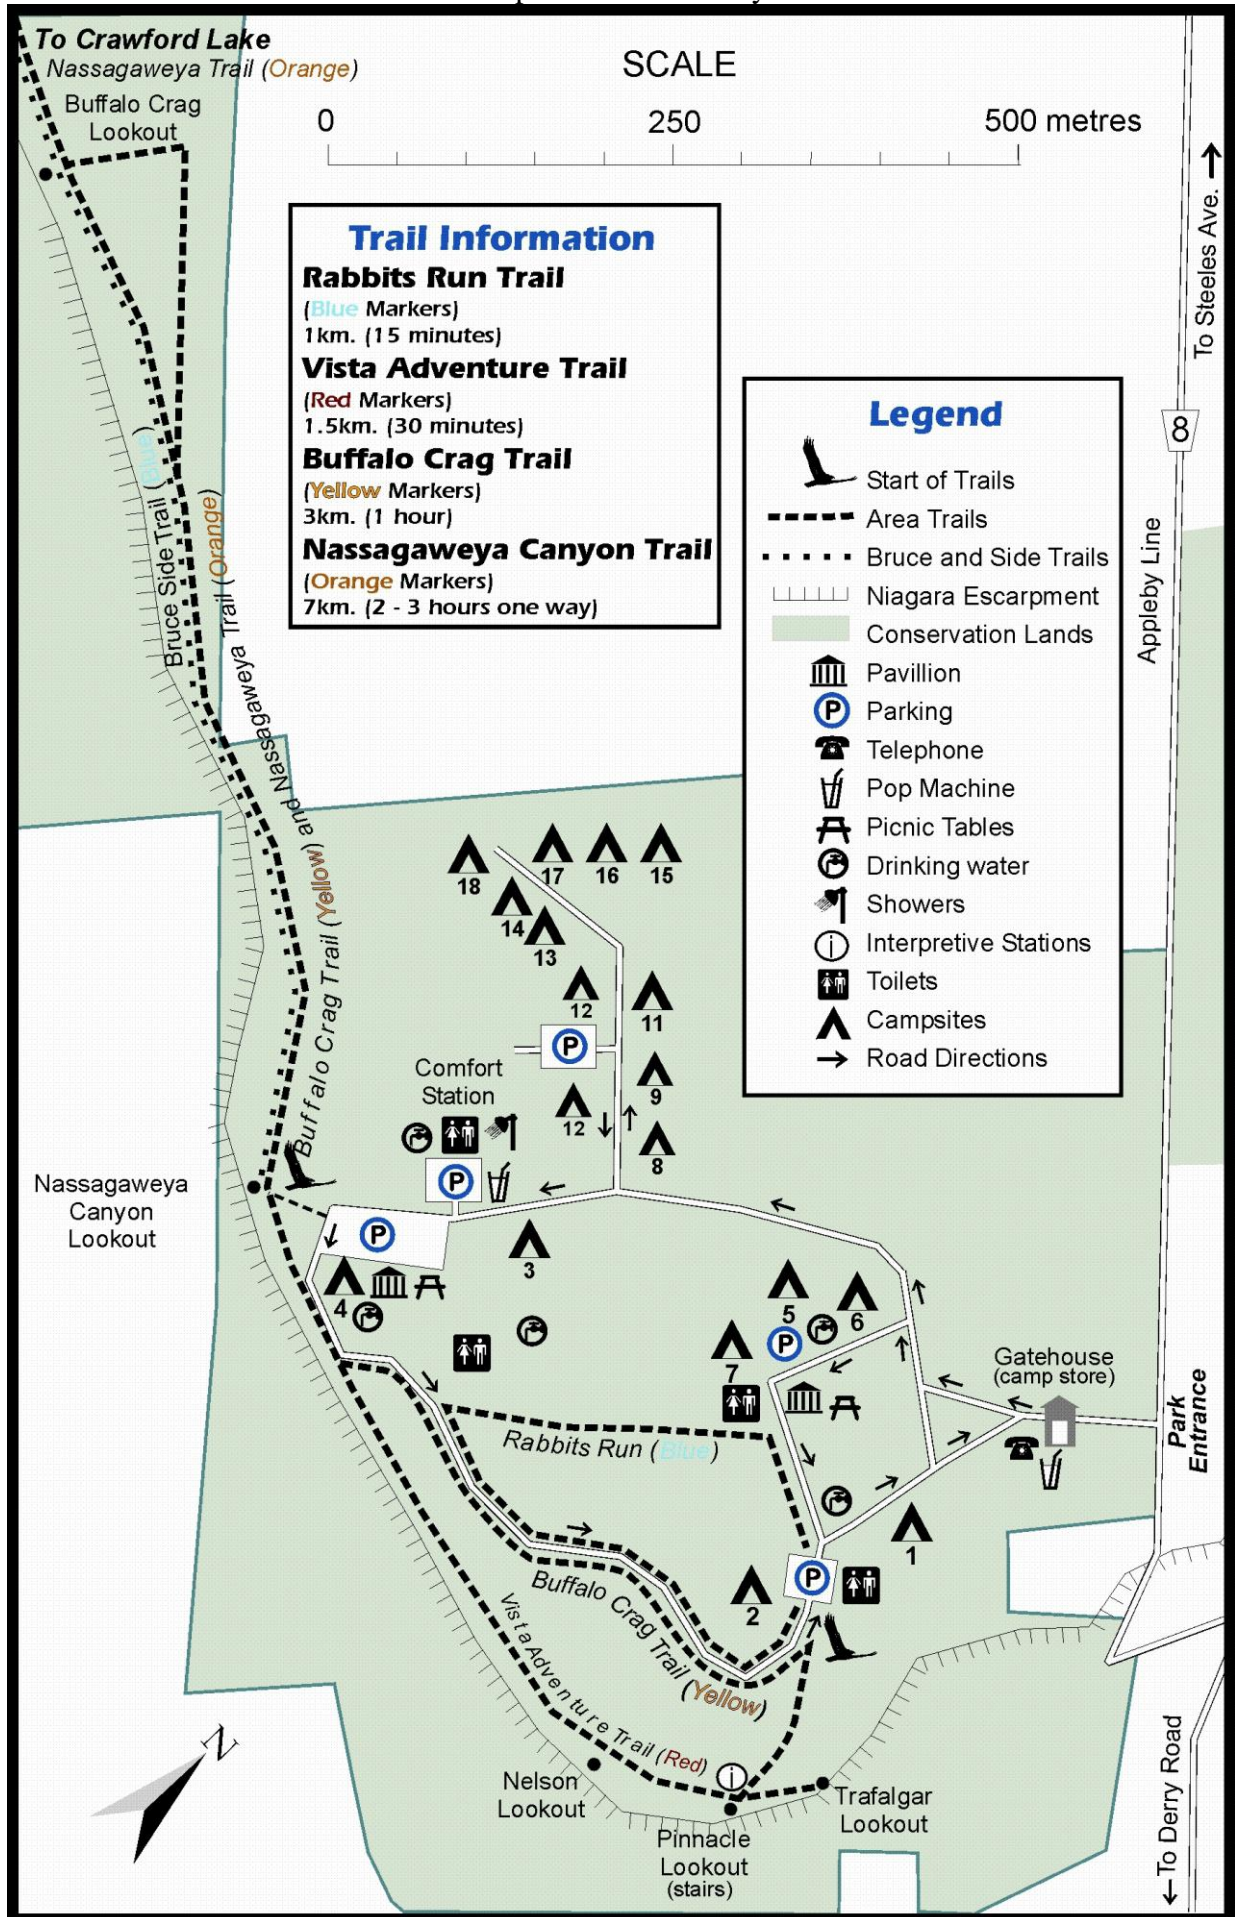 To Crawford Lake
Nassagaweya Trail (Orange)
Buffalo Crag
Lookout
SCALE
0 250 500 metres
To Steeles Ave.
Trail Information
Rabbits Run Trail
(Blue Markers)
1km. (15 minutes)
Vista Adventure Trail
(Red Markers)
1.5km. (30 minutes)
Buffalo Crag Trail
(Yellow Markers)
3km. (1 hour)
Nassagaweya Canyon Trail
(Orange Markers)
7km. (2 - 3 hours one way)
Legend
Start of Trails
Area Trails
Bruce and Side Trails
Niagara Escarpment
Conservation Lands
Pavillion
P Parking
Telephone
Pop Machine
Picnic Tables
Drinking water
Showers
i Interpretive Stations
Toilets
Campsites
Road Directions
8
Appleby Line
Bruce Side Trail (Blue)
Buffalo Crag Trail (Yellow) and Nassagaweya Trail (Orange)
18
17
16
15
14
13
12
11
P
9
12
8
Comfort
Station
P
Nassagaweya
Canyon
Lookout
P
3
4
5
6
P
7
Gatehouse
(camp store)
Park
Entrance
Rabbits Run (Blue)
1
P
2
Buffalo Crag Trail (Yellow)
Vista Adventure Trail (Red)
i
N
Nelson
Lookout
Pinnacle
Lookout
(stairs)
Trafalgar
Lookout
To Derry Road